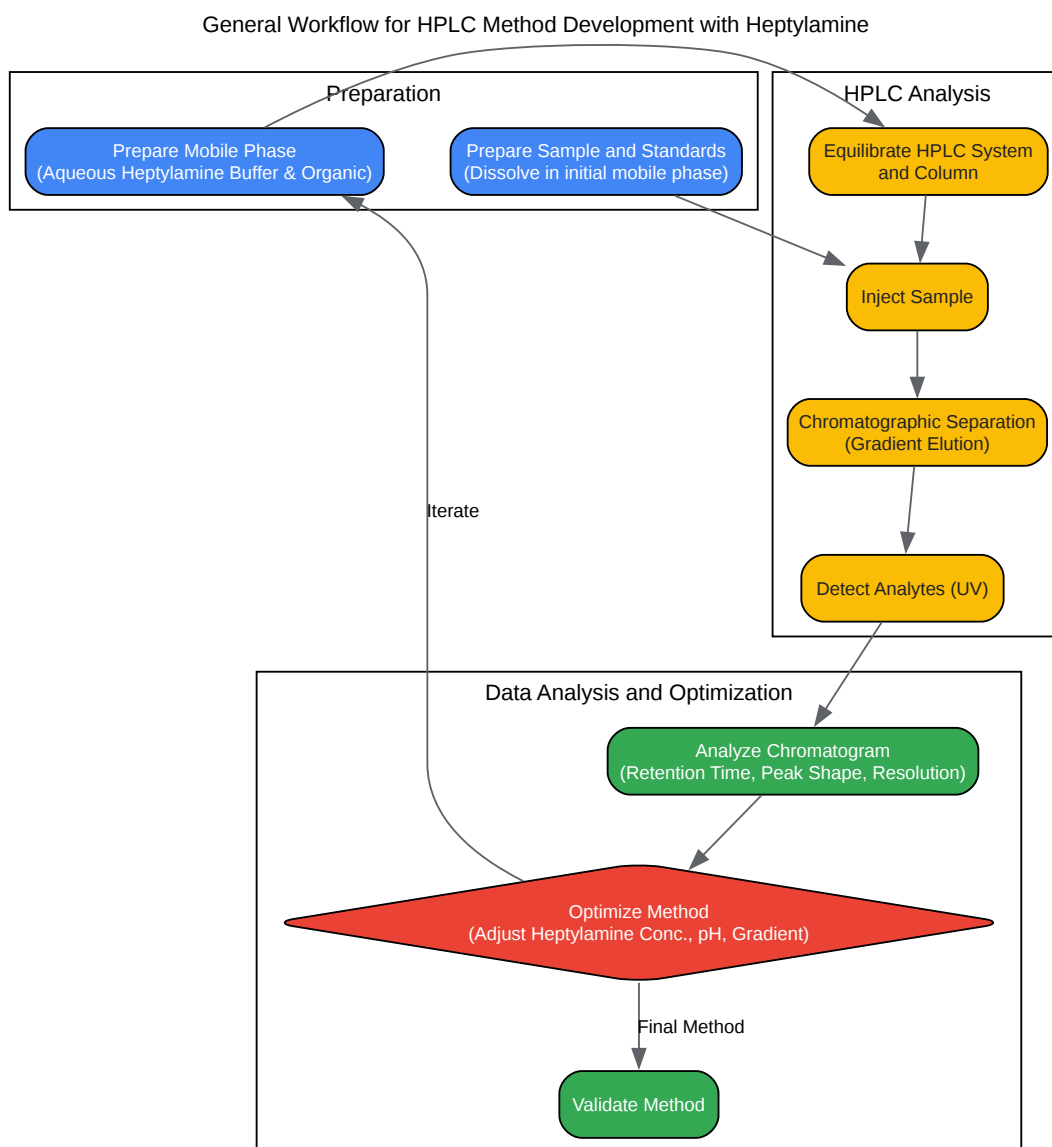 General Workflow for HPLC Method Development with Heptylamine
Preparation
HPLC Analysis
Prepare Mobile Phase
(Aqueous Heptylamine Buffer & Organic)
Prepare Sample and Standards
(Dissolve in initial mobile phase)
Equilibrate HPLC System
and Column
Inject Sample
Chromatographic Separation
(Gradient Elution)
Iterate
Detect Analytes (UV)
Data Analysis and Optimization
Analyze Chromatogram
(Retention Time, Peak Shape, Resolution)
Optimize Method
(Adjust Heptylamine Conc., pH, Gradient)
Final Method
Validate Method